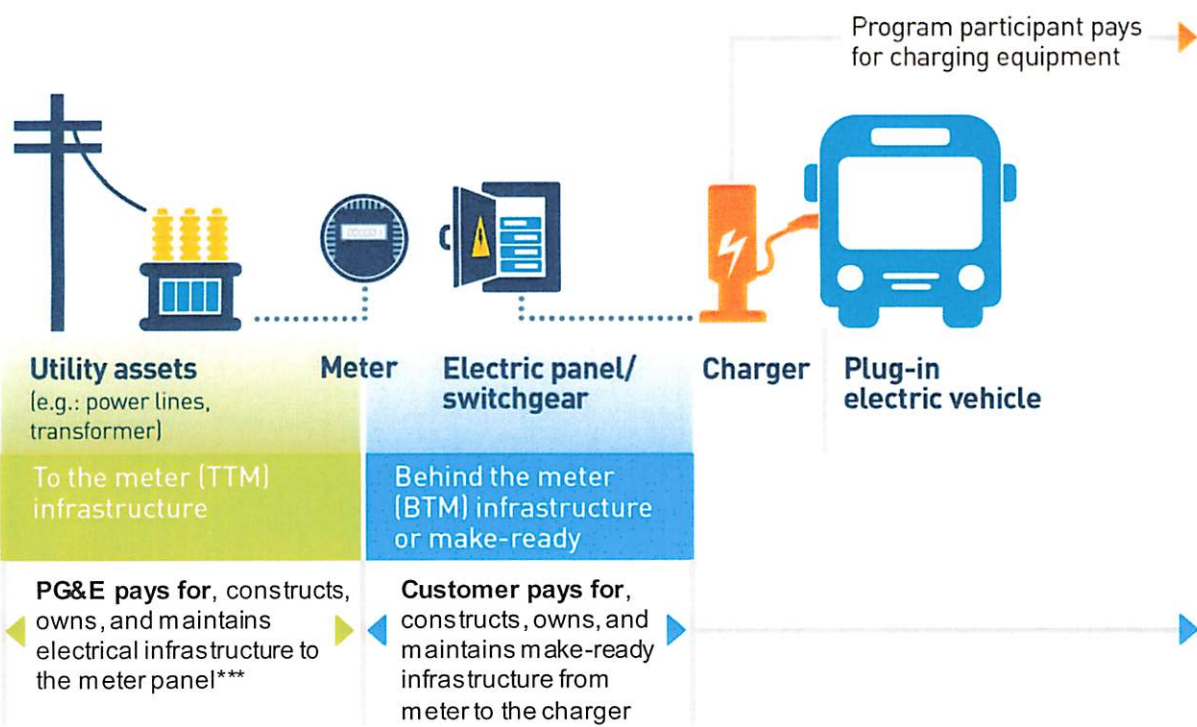 Program participant pays
for charging equipment
Utility assets
(e.g.: power lines,
transformer)
Meter
Electric panel/
switchgear
Charger
Plug-in
electric vehicle
To the meter (TTM)
infrastructure
Behind the meter
(BTM) infrastructure
or make-ready
PG&E pays for, constructs,
owns, and maintains
electrical infrastructure to
the meter panel***
Customer pays for,
constructs, owns, and
maintains make-ready
infrastructure from
meter to the charger